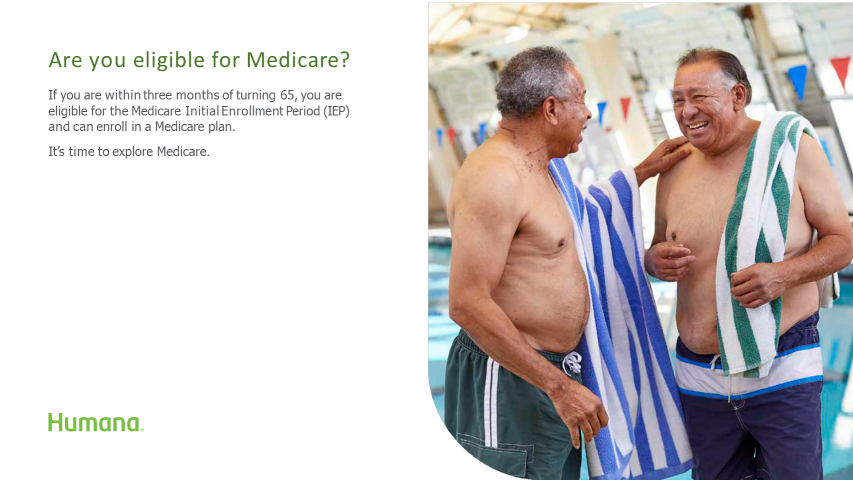 Are you eligible for Medicare?
If you are within three months of turning 65, you are
eligible for the Medicare Initial Enrollment Period (IEP)
and can enroll in a Medicare plan.
It's time to explore Medicare.
Humana